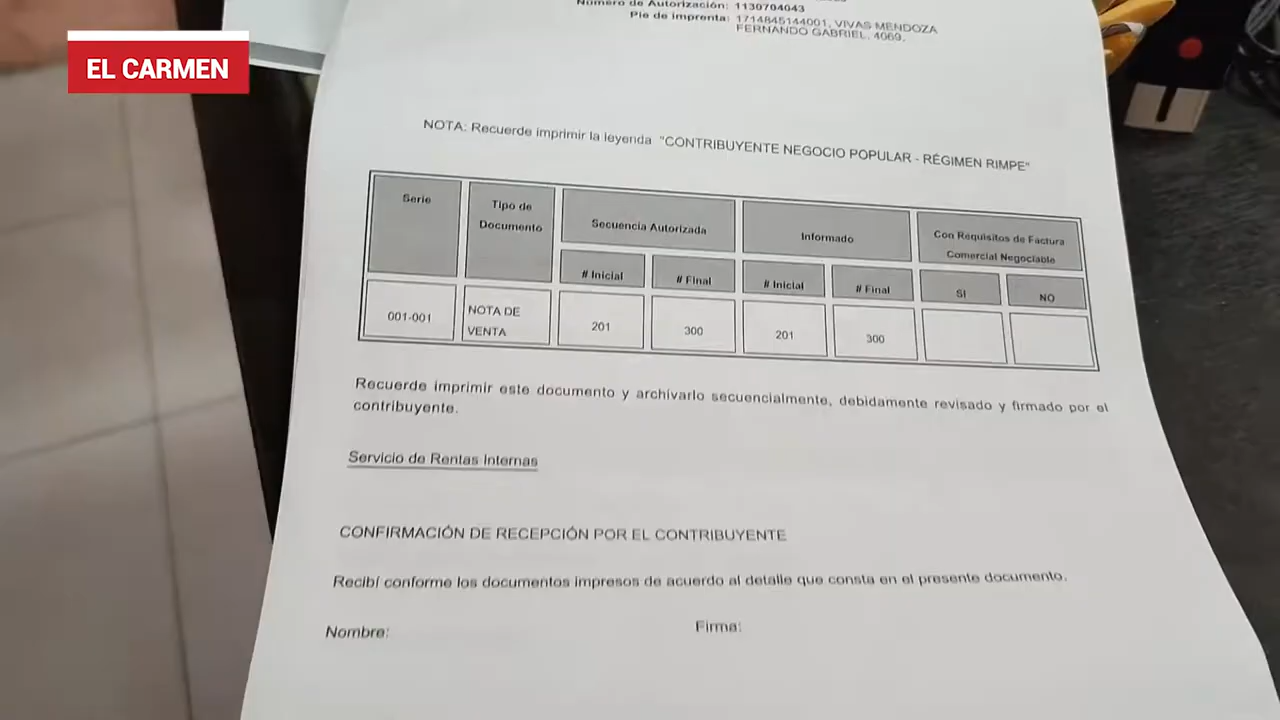 EL CARMEN
Número de Autorización: 1130704043
Pie de imprenta: 1714845144001, VIVAS MENDOZA
FERNANDO GABRIEL, 4069,
NOTA: Recuerde imprimir la leyenda "CONTRIBUYENTE NEGOCIO POPULAR - RÉGIMEN RIMPE"
Serie
Tipo de
Documento
Secuencia Autorizada
Informado
Con Requisitos de Factura
Comercial Negociable
# Inicial
# Final
# Inicial
# Final
SI
NO
001-001
NOTA DE
VENTA
201
300
201
300
Recuerde imprimir este documento y archivarlo secuencialmente, debidamente revisado y firmado por el
contribuyente.
Servicio de Rentas Internas
CONFIRMACIÓN DE RECEPCIÓN POR EL CONTRIBUYENTE
Recibí conforme los documentos impresos de acuerdo al detalle que consta en el presente documento.
Nombre:
Firma: